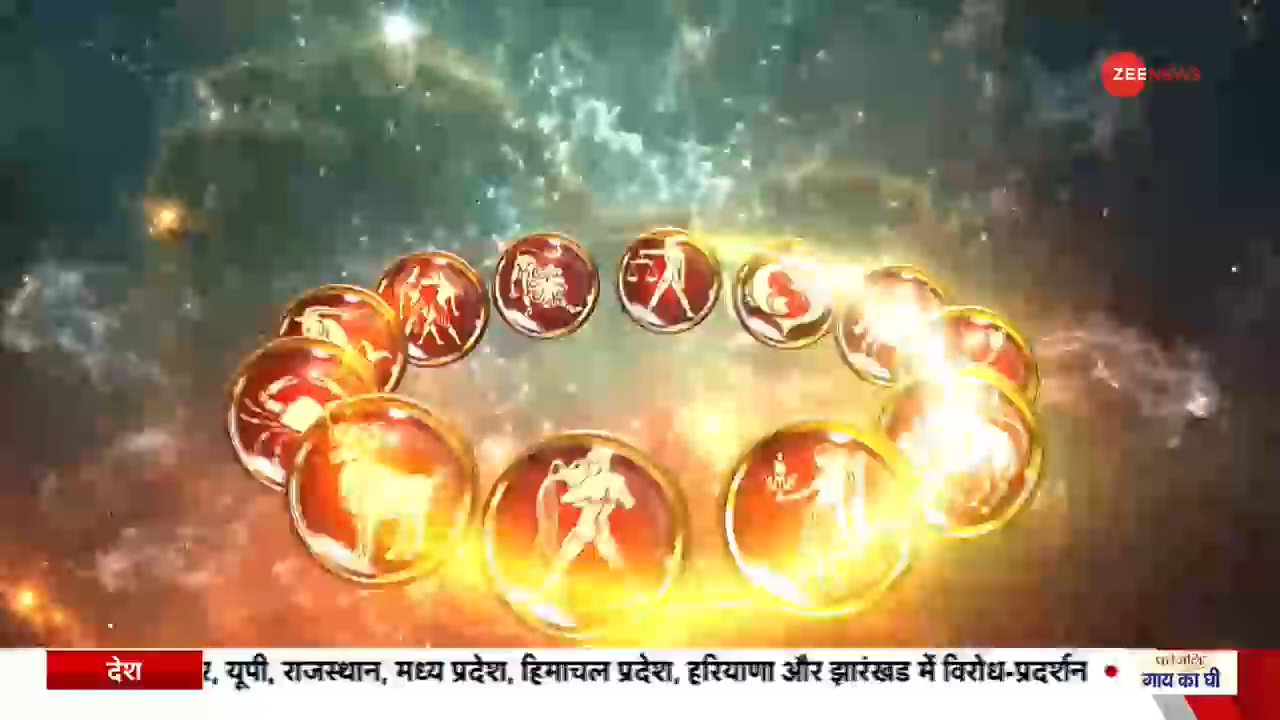 ZEE NEWS
देश
र, यूपी, राजस्थान, मध्य प्रदेश, हिमाचल प्रदेश, हरियाणा और झारखंड में विरोध-प्रदर्शन
गाय का घी